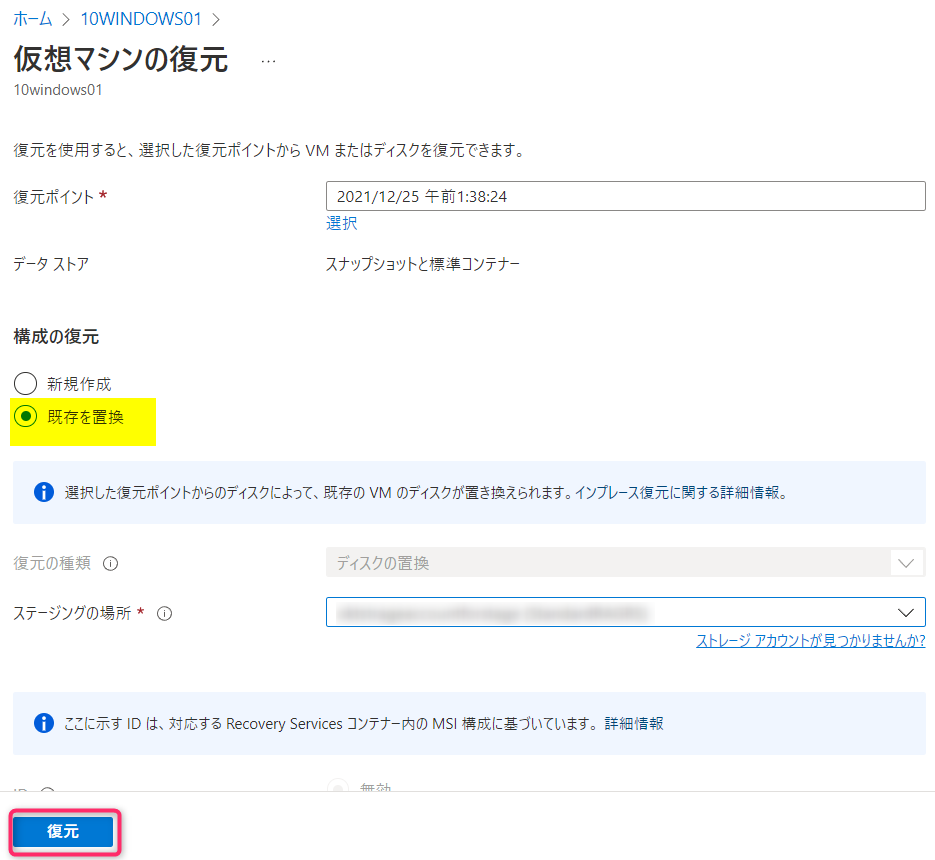 ホーム > 10WINDOWS01 >
仮想マシンの復元 ...
10windows01
復元を使用すると、選択した復元ポイントから VM またはディスクを復元できます。
復元ポイント * 2021/12/25 午前1:38:24
選択
データ ストア スナップショットと標準コンテナー
構成の復元
新規作成
既存を置換
選択した復元ポイントからのディスクによって、既存の VM のディスクが置き換えられます。インプレース復元に関する詳細情報。
復元の種類 ディスクの置換
ステージングの場所 *
ストレージ アカウントが見つかりませんか?
ここに示す ID は、対応する Recovery Services コンテナー内の MSI 構成に基づいています。 詳細情報
ID 無効
復元